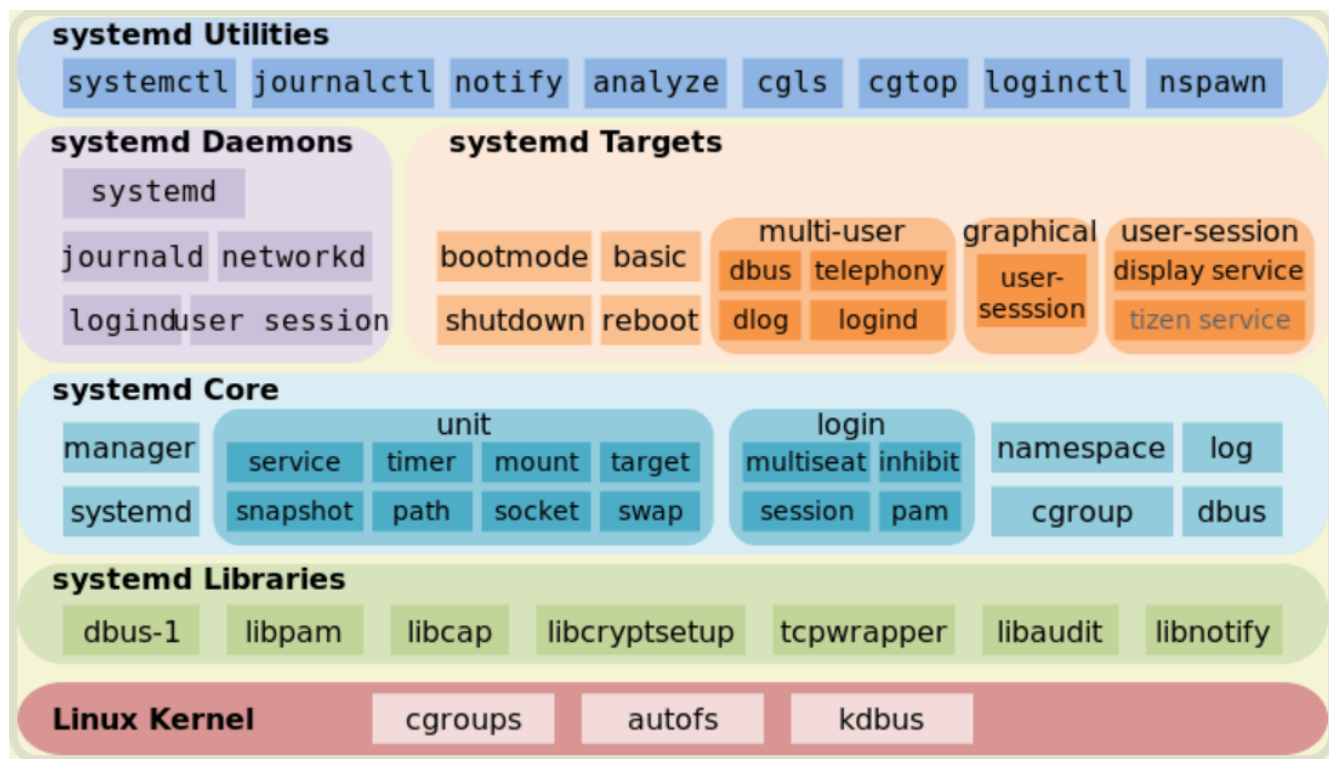 systemd Utilities
systemctl journalctl notify analyze cgls cgtop loginctl nspawn
systemd Daemons
systemd
journald networkd
logind user session
systemd Targets
bootmode basic
shutdown reboot
multi-user
dbus telephony
dlog logind
graphical
user-
sesssion
user-session
display service
tizen service
systemd Core
manager
systemd
unit
service timer mount target
snapshot path socket swap
login
multiseat inhibit
session pam
namespace log
cgroup dbus
systemd Libraries
dbus-1 libpam libcap libcryptsetup tcpwrapper libaudit libnotify
Linux Kernel cgroups autofs kdbus